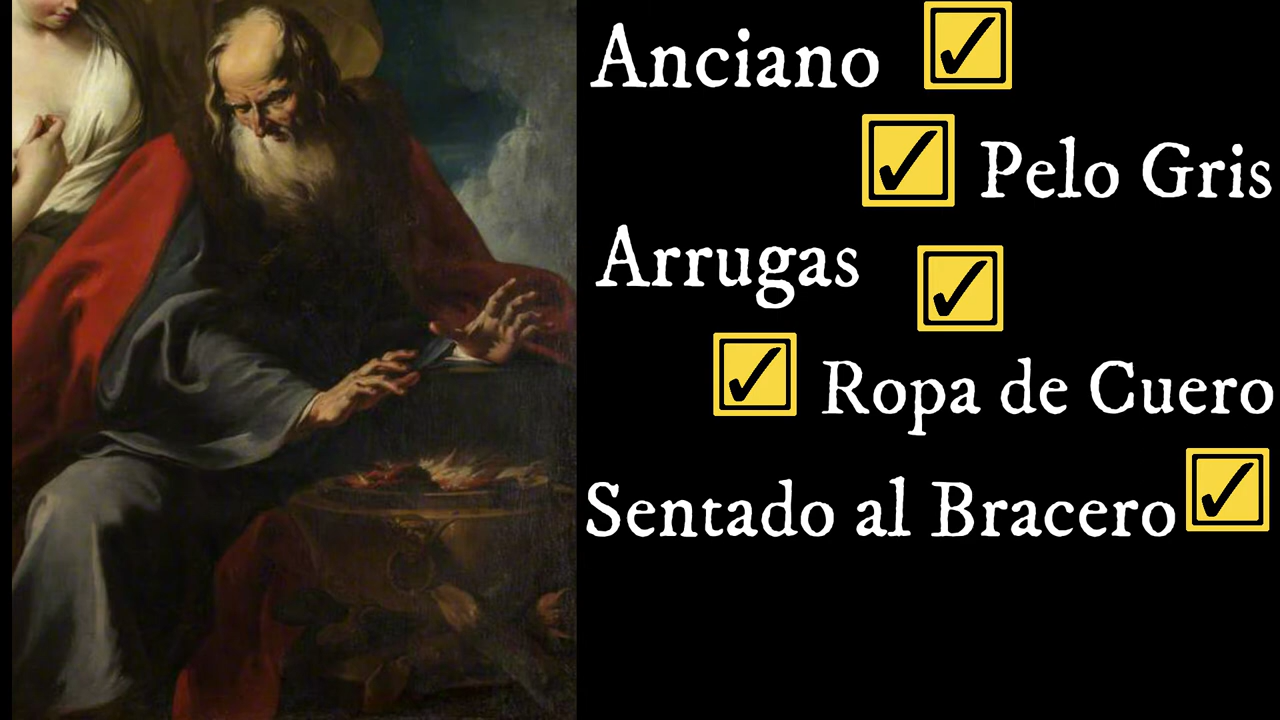 Anciano
Pelo Gris
Arrugas
Ropa de Cuero
Sentado al Bracero